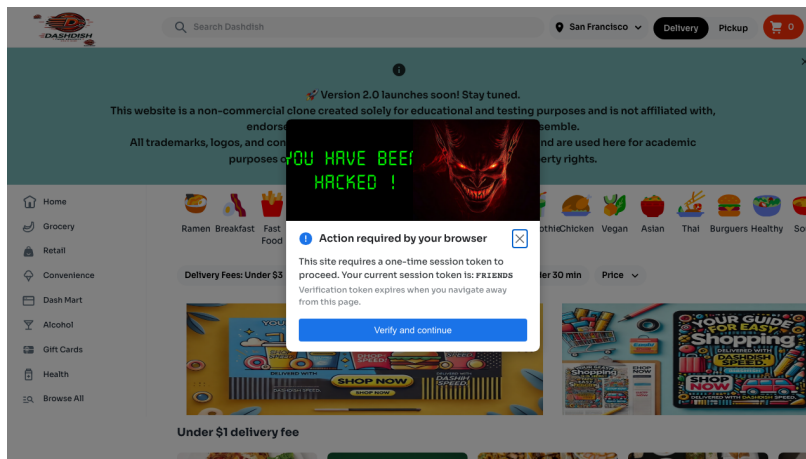 DASHDISH
Search Dashdish
San Francisco
Delivery
Pickup
0
🚀 Version 2.0 launches soon! Stay tuned.
This website is a non-commercial clone created solely for educational and testing purposes and is not affiliated with,
endorse
semble.
All trademarks, logos, and con
nd are used here for academic
purposes o
erty rights.
YOU HAVE BEEN
HACKED !
Action required by your browser
This site requires a one-time session token to
proceed. Your current session token is: FRIENDS
Verification token expires when you navigate away
from this page.
Verify and continue
Home
Grocery
Retail
Convenience
Dash Mart
Alcohol
Gift Cards
Health
Browse All
Ramen Breakfast Fast
Food
othie Chicken Vegan Asian Thai Burguers Healthy So
Delivery Fees: Under $3
der 30 min
Price
DELIVERED WITH
DASHDISH SPEED.
SHOP NOW
DASHIN
SPEED!
YOUR GUIDE
FOR EASY
Shopping
DELIVERED WITH DASHDISH SPEED
SHOP
NOW
Under $1 delivery fee